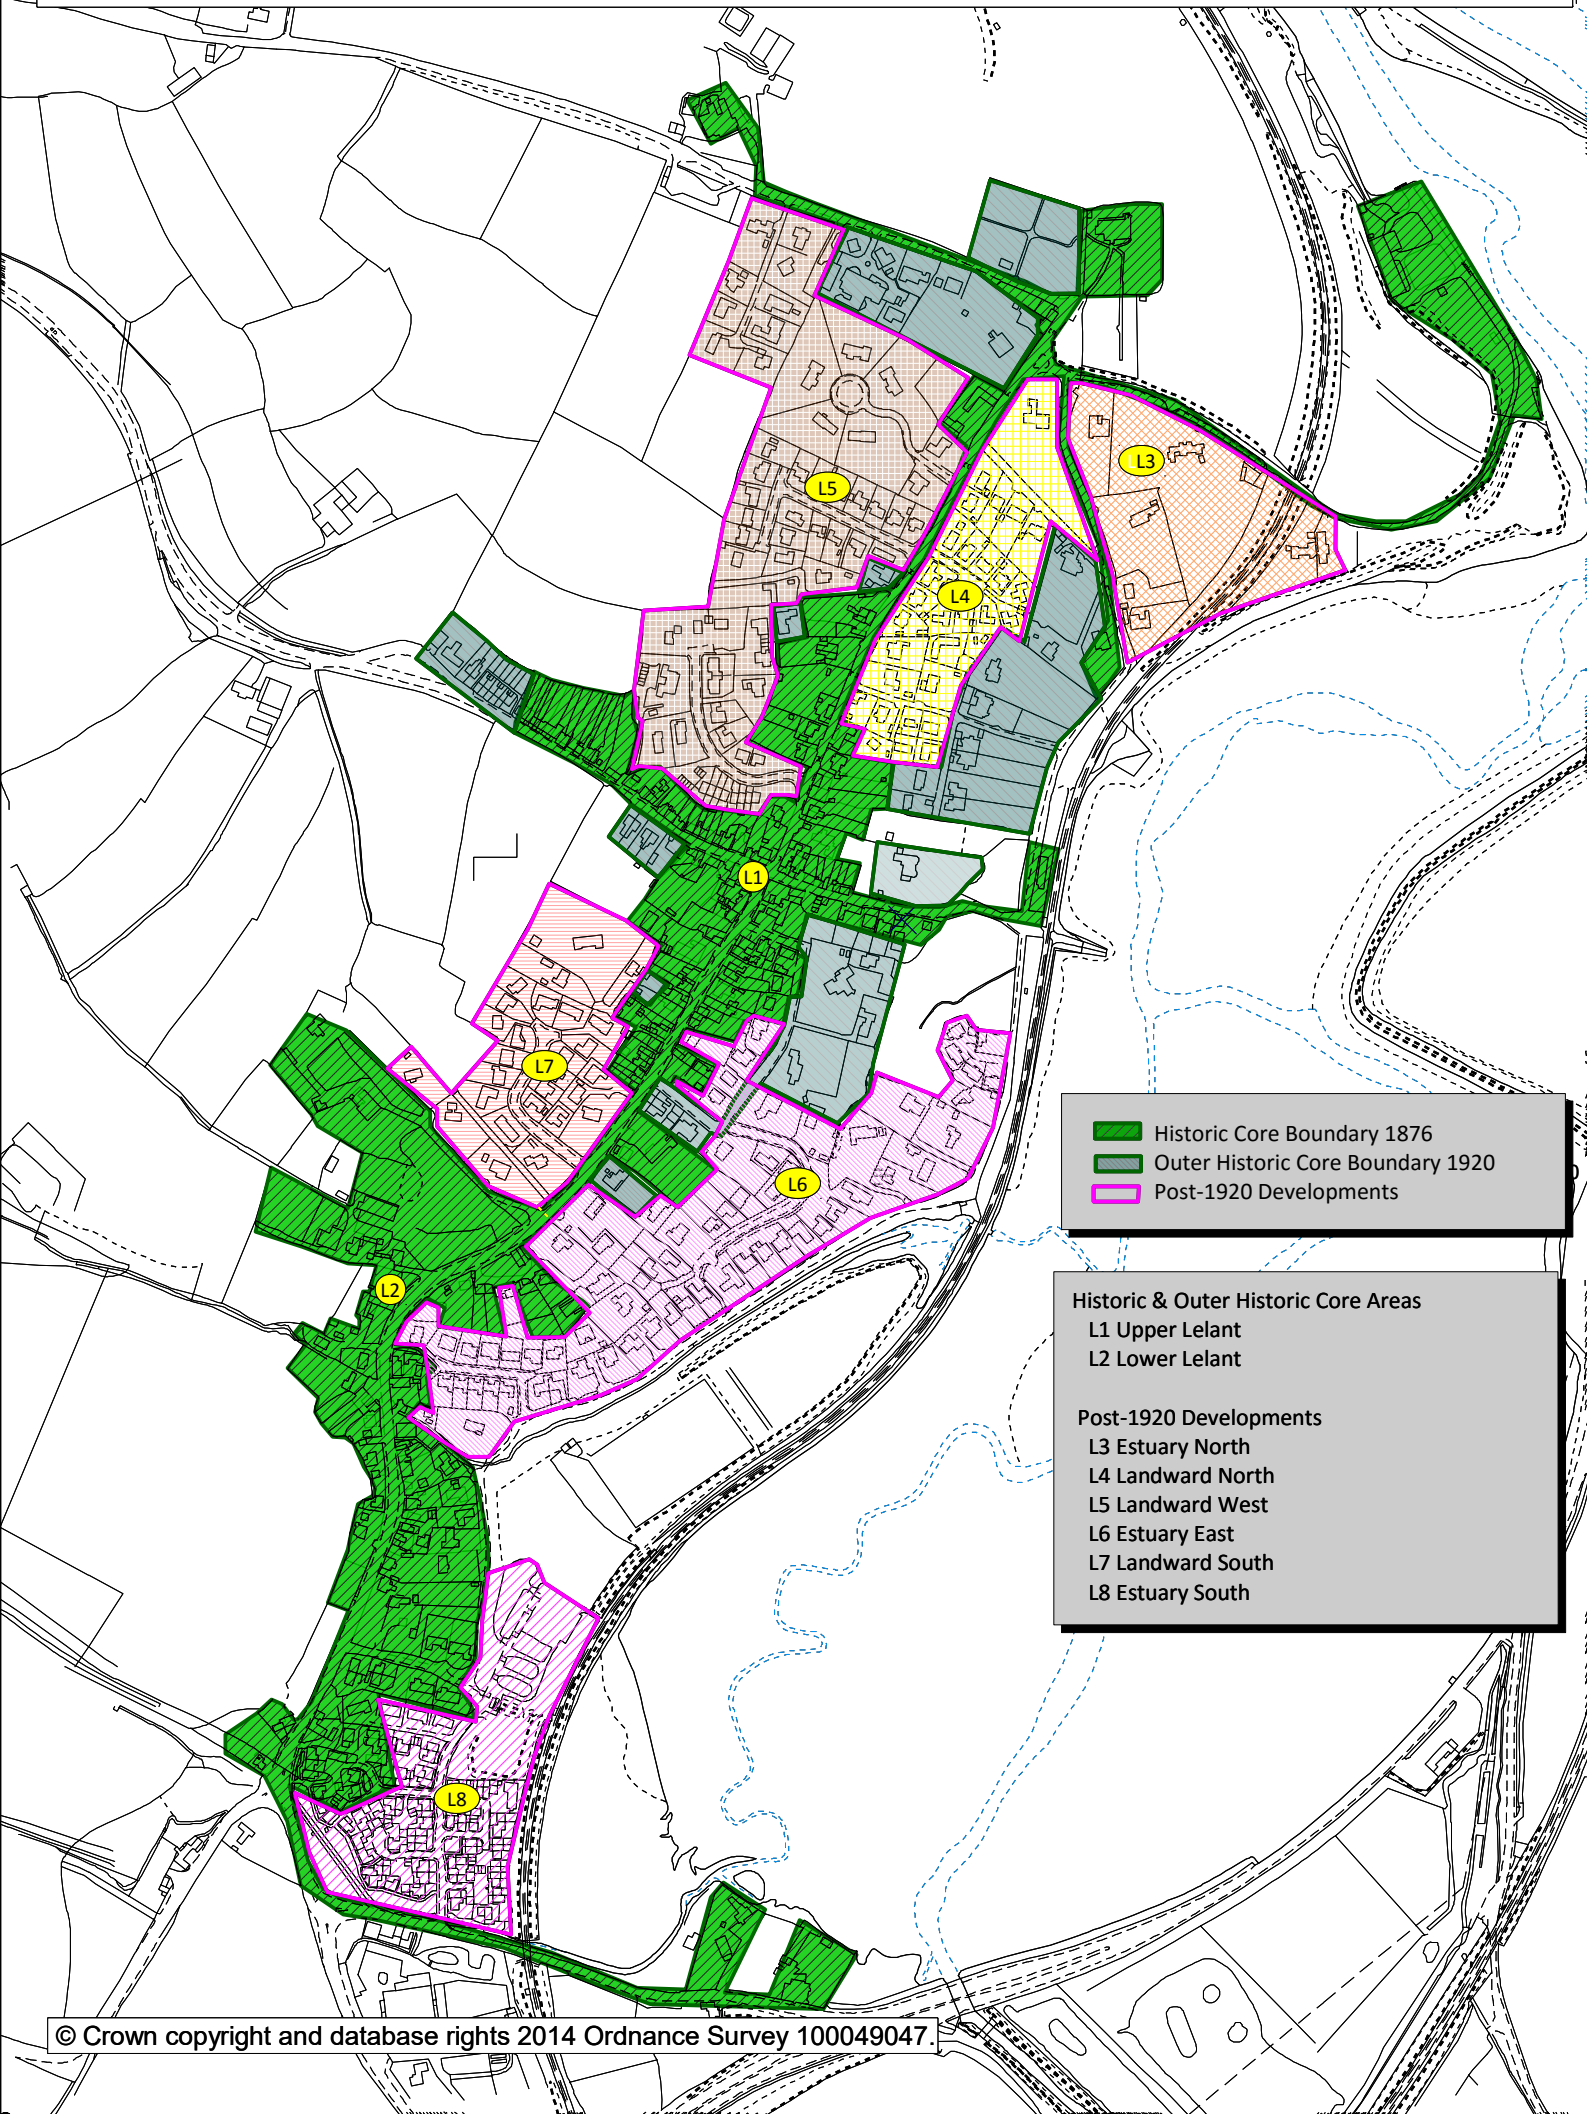 L3
L5
L4
L1
L7
L6
L2
L8
Historic Core Boundary 1876
Outer Historic Core Boundary 1920
Post-1920 Developments
Historic & Outer Historic Core Areas
L1 Upper Lelant
L2 Lower Lelant
Post-1920 Developments
L3 Estuary North
L4 Landward North
L5 Landward West
L6 Estuary East
L7 Landward South
L8 Estuary South
© Crown copyright and database rights 2014 Ordnance Survey 100049047.